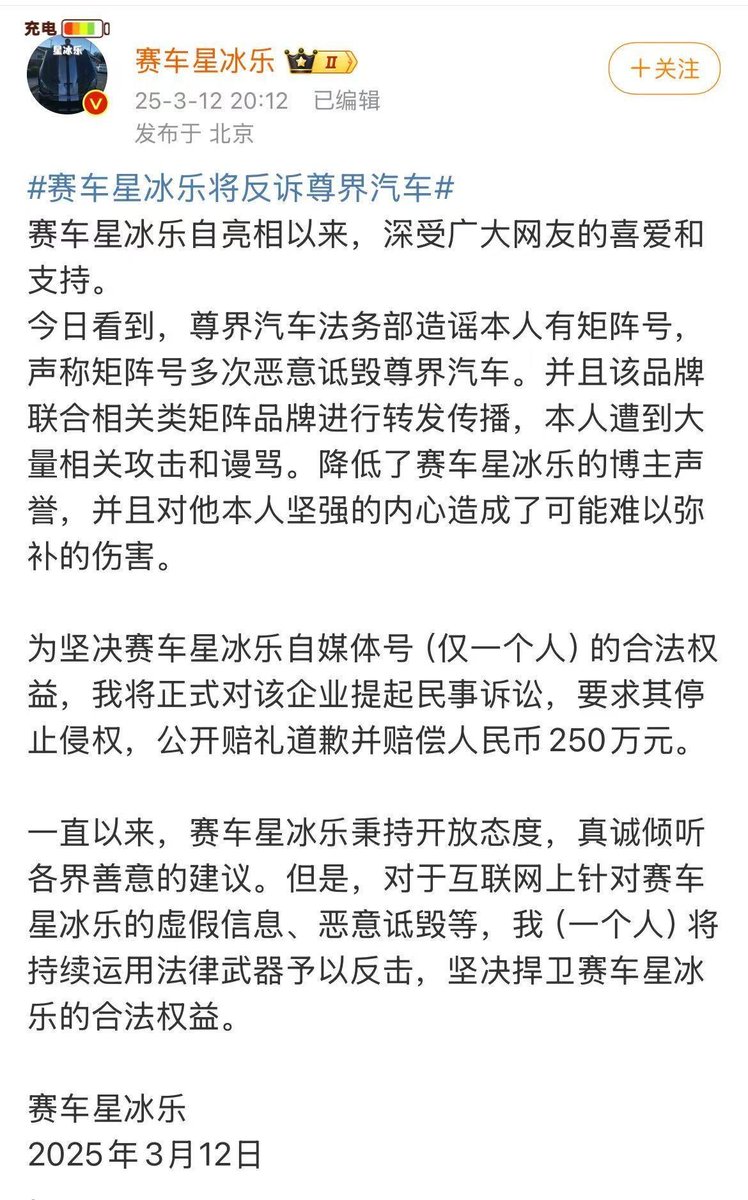 充电
星冰乐
赛车星冰乐 II
25-3-12 20:12 已编辑
+关注
发布于 北京
#赛车星冰乐将反诉尊界汽车#
赛车星冰乐自亮相以来，深受广大网友的喜爱和
支持。
今日看到，尊界汽车法务部造谣本人有矩阵号，
声称矩阵号多次恶意诋毁尊界汽车。并且该品牌
联合相关类矩阵品牌进行转发传播，本人遭到大
量相关攻击和谩骂。降低了赛车星冰乐的博主声
誉，并且对他本人坚强的内心造成了可能难以弥
补的伤害。
为坚决赛车星冰乐自媒体号（仅一个人）的合法权
益，我将正式对该企业提起民事诉讼，要求其停
止侵权，公开赔礼道歉并赔偿人民币250万元。
一直以来，赛车星冰乐秉持开放态度，真诚倾听
各界善意的建议。但是，对于互联网上针对赛车
星冰乐的虚假信息、恶意诋毁等，我（一个人）将
持续运用法律武器予以反击，坚决捍卫赛车星冰
乐的合法权益。
赛车星冰乐
2025年3月12日